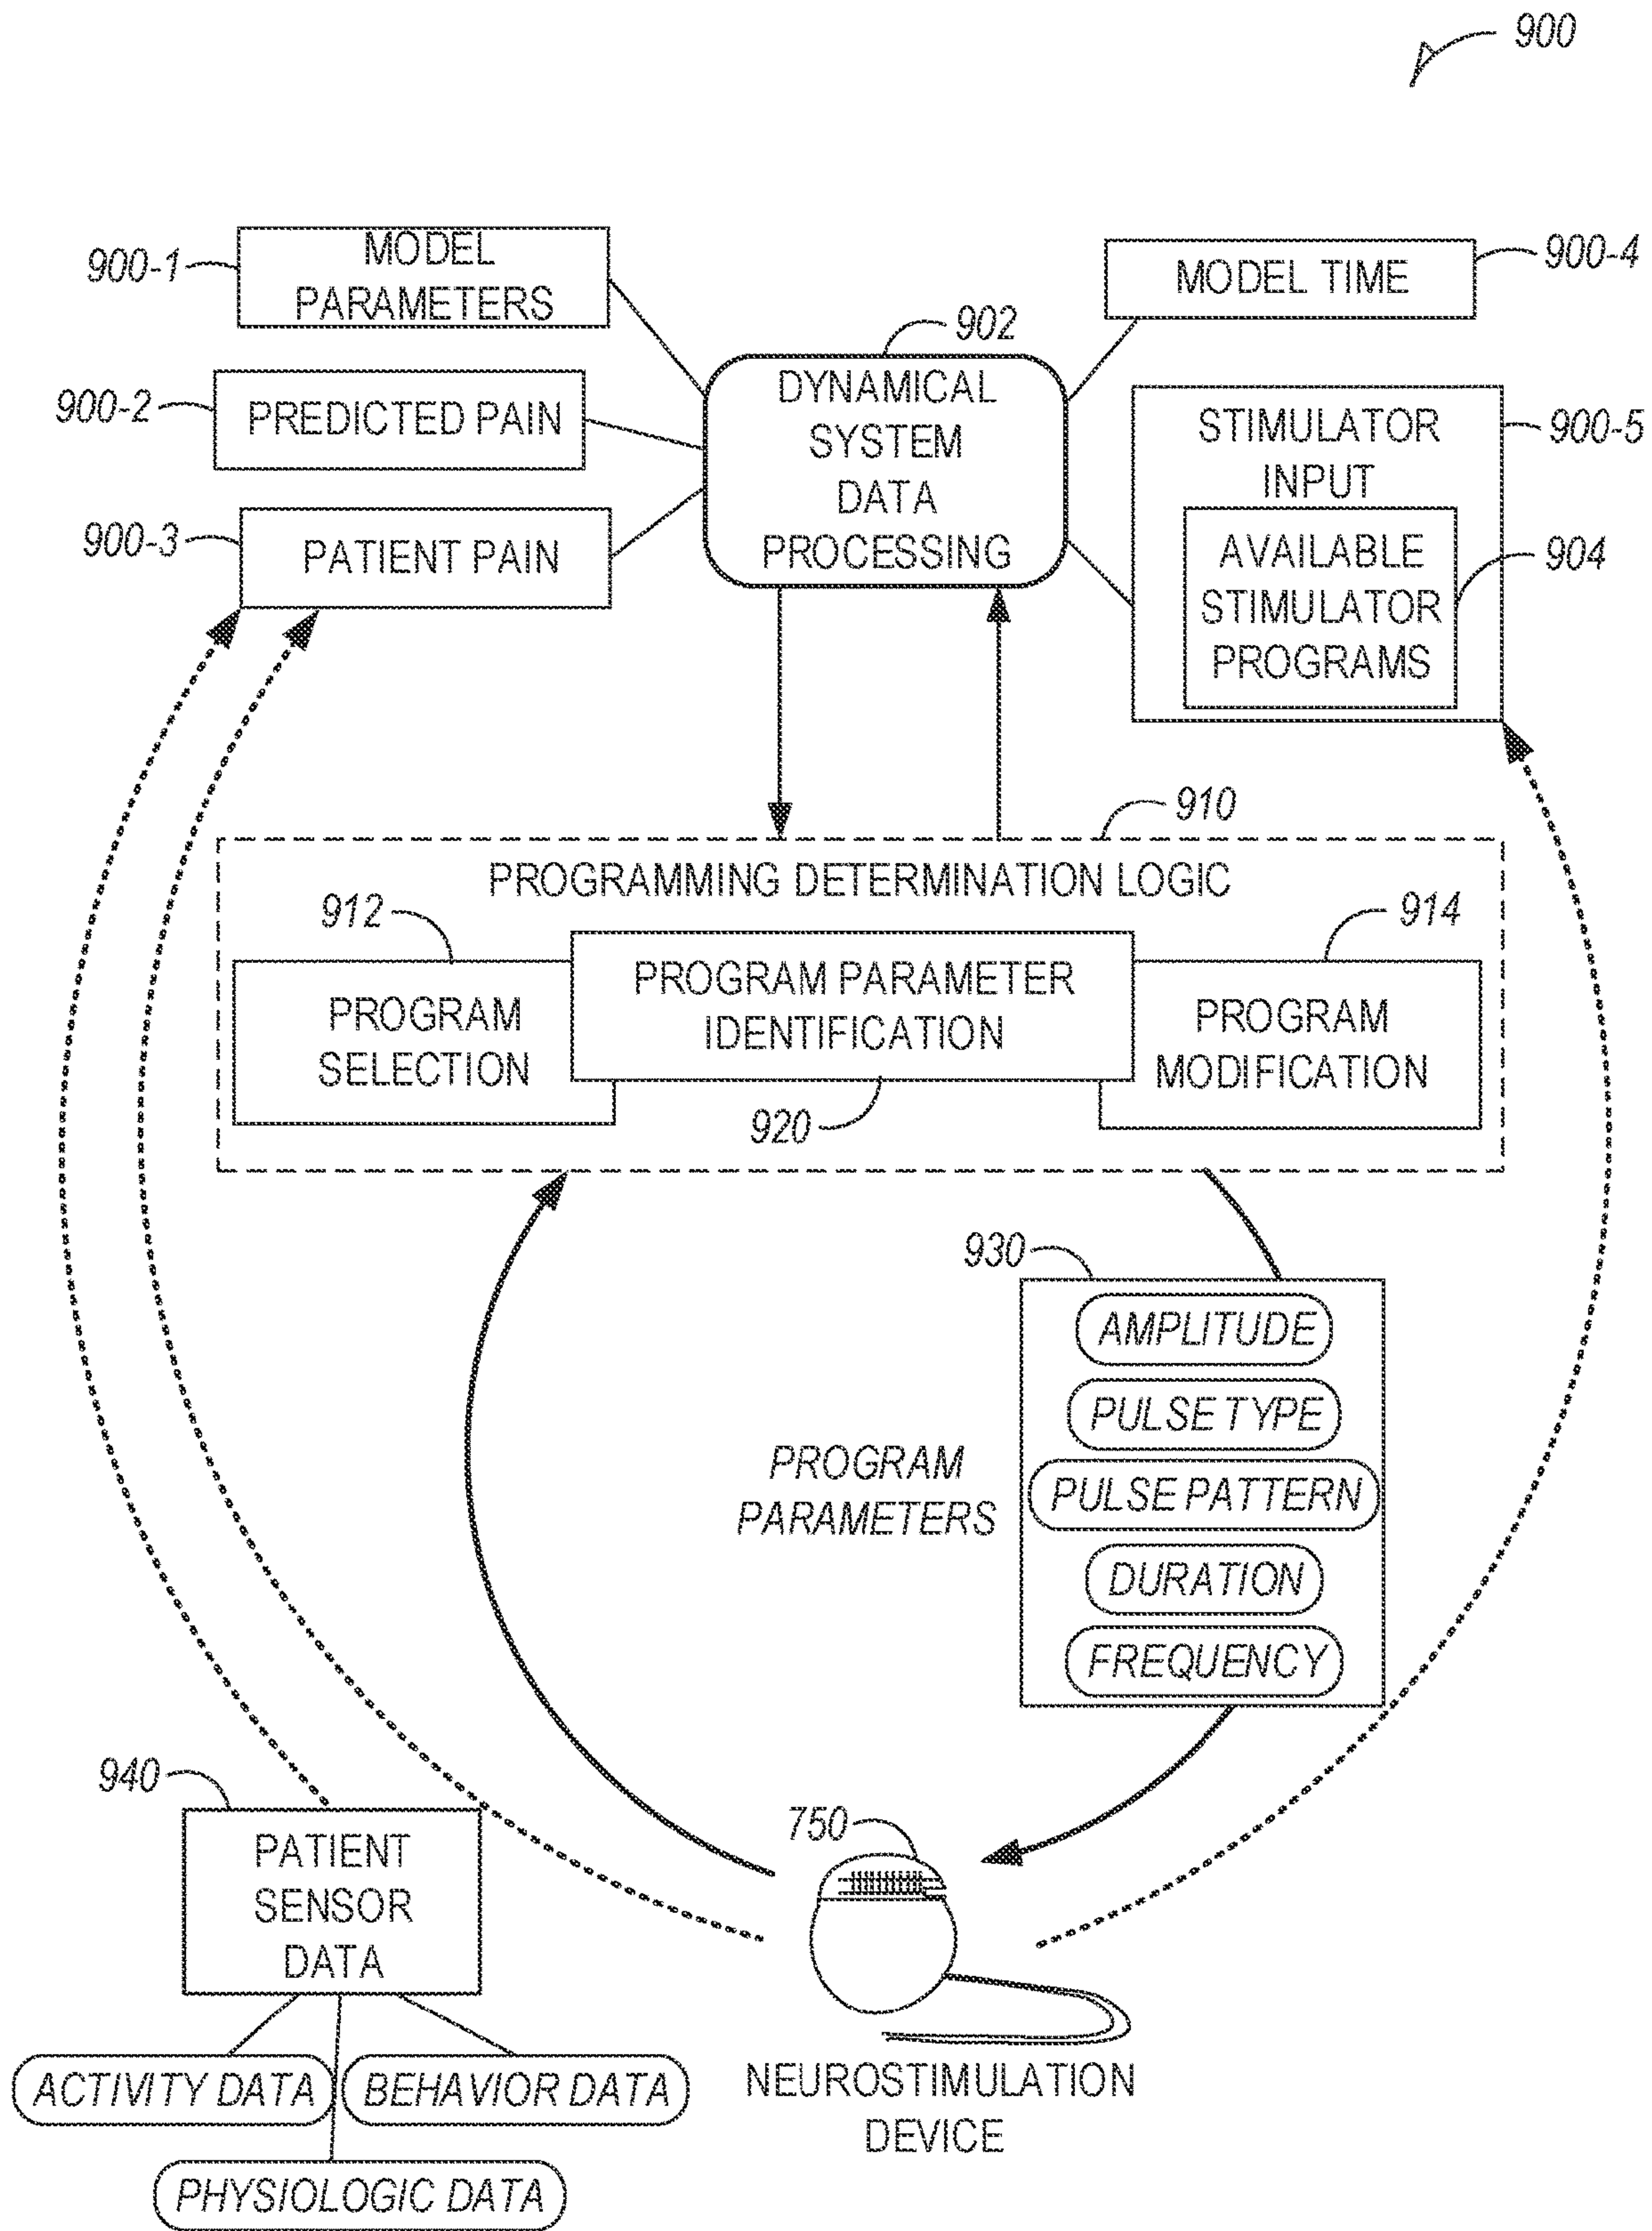 900
900-1
MODEL
PARAMETERS
900-2
PREDICTED PAIN
900-3
PATIENT PAIN
902
DYNAMICAL
SYSTEM
DATA
PROCESSING
MODEL TIME
900-4
STIMULATOR
INPUT
900-5
AVAILABLE
STIMULATOR
PROGRAMS
904
910
PROGRAMMING DETERMINATION LOGIC
912
PROGRAM
SELECTION
PROGRAM PARAMETER
IDENTIFICATION
920
914
PROGRAM
MODIFICATION
930
AMPLITUDE
PULSE TYPE
PULSE PATTERN
DURATION
FREQUENCY
PROGRAM
PARAMETERS
940
PATIENT
SENSOR
DATA
ACTIVITY DATA
BEHAVIOR DATA
PHYSIOLOGIC DATA
750
NEUROSTIMULATION
DEVICE